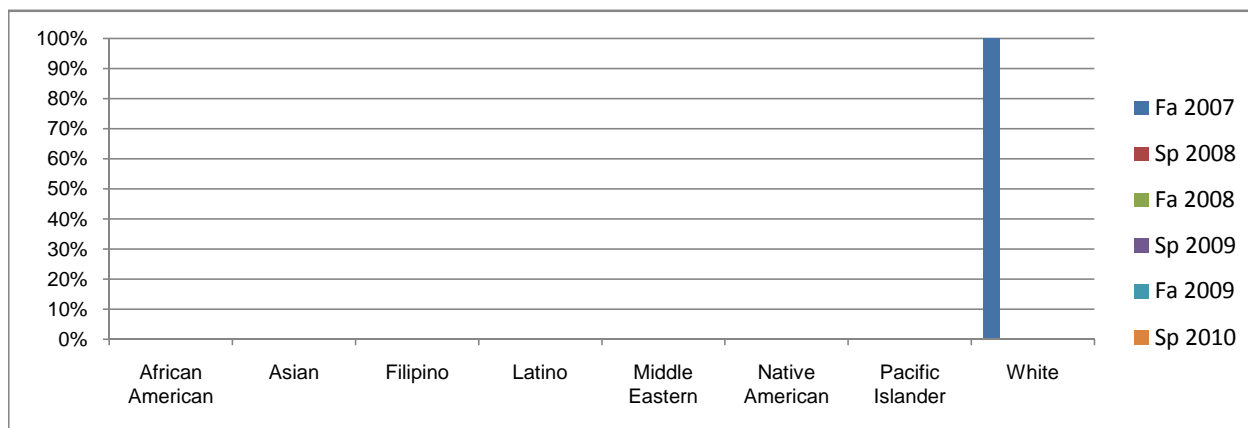 100%
90%
80%
70%
60%
50%
40%
30%
20%
10%
0%
African American
Asian
Filipino
Latino
Middle Eastern
Native American
Pacific Islander
White
Fa 2007
Sp 2008
Fa 2008
Sp 2009
Fa 2009
Sp 2010